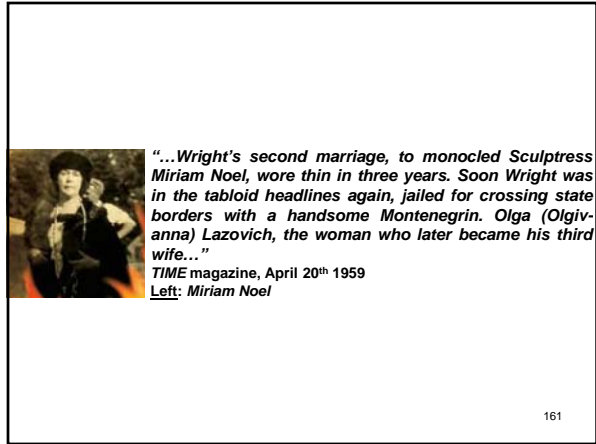 “…Wright’s second marriage, to monocled Sculptress
Miriam Noel, wore thin in three years. Soon Wright was
in the tabloid headlines again, jailed for crossing state
borders with a handsome Montenegrin. Olga (Olgiv-
anna) Lazovich, the woman who later became his third
wife…”
TIME magazine, April 20th 1959
Left: Miriam Noel
161